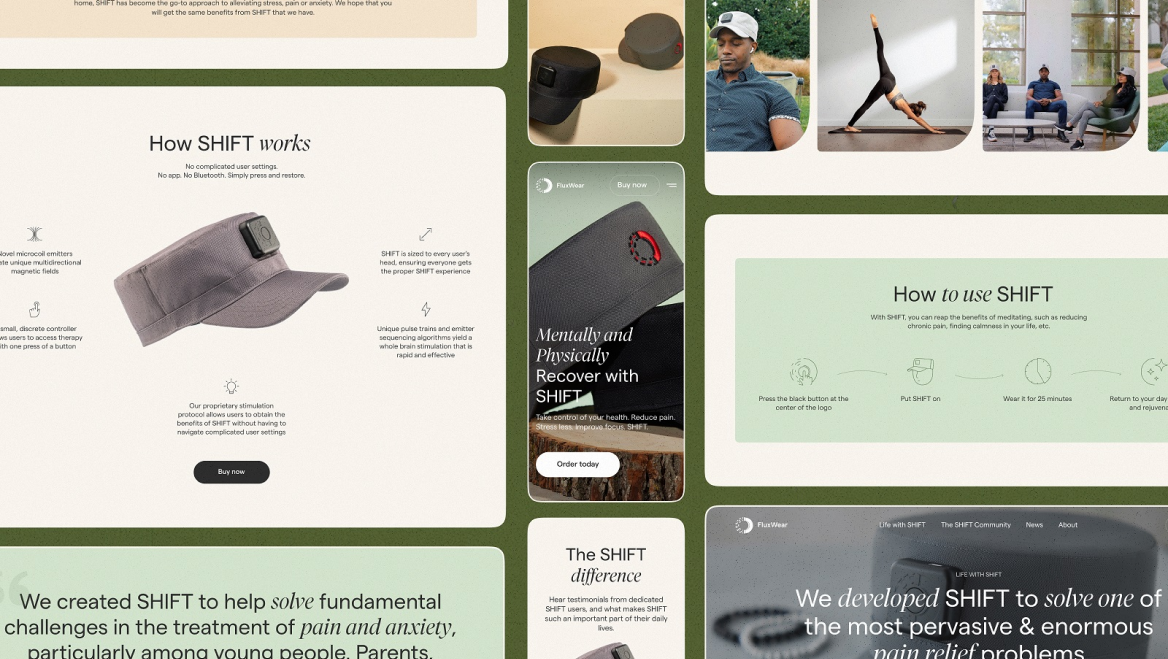 home, SHIFT has become the go-to approach to alleviating stress, pain or anxiety. We hope that you
will get the same benefits from SHIFT that we have.
How SHIFT works
No complicated user settings.
No app. No Bluetooth. Simply press and restore.
Novel microcoil emitters
unique multidirectional
magnetic fields
SHIFT is sized to every user's
head, ensuring everyone gets
the proper SHIFT experience
small, discrete controller
users to access therapy
with one press of a button
Unique pulse trains and emitter
sequencing algorithms yield a
whole brain stimulation that is
rapid and effective
Our proprietary stimulation
protocol allows users to obtain the
benefits of SHIFT without having to
navigate complicated user settings
Buy now
“
We created SHIFT to help solve fundamental
challenges in the treatment of pain and anxiety,
particularly among young people. Parents,
FluxWear
Buy now
Mentally and
Physically
Recover with
SHIFT
Take control of your health. Reduce pain.
Stress less. Improve focus. SHIFT.
Order today
The SHIFT
difference
Hear testimonials from dedicated
SHIFT users, and what makes SHIFT
such an important part of their daily
lives.
How to use SHIFT
With SHIFT, you can reap the benefits of meditating, such as reducing
chronic pain, finding calmness in your life, etc.
Press the black button at the
center of the logo
Put SHIFT on
Wear it for 25 minutes
Return to your day
and
FluxWear
Life with SHIFT
The SHIFT Community
News
About
LIFE WITH SHIFT
We developed SHIFT to solve one of
the most pervasive & enormous
pain relief problems